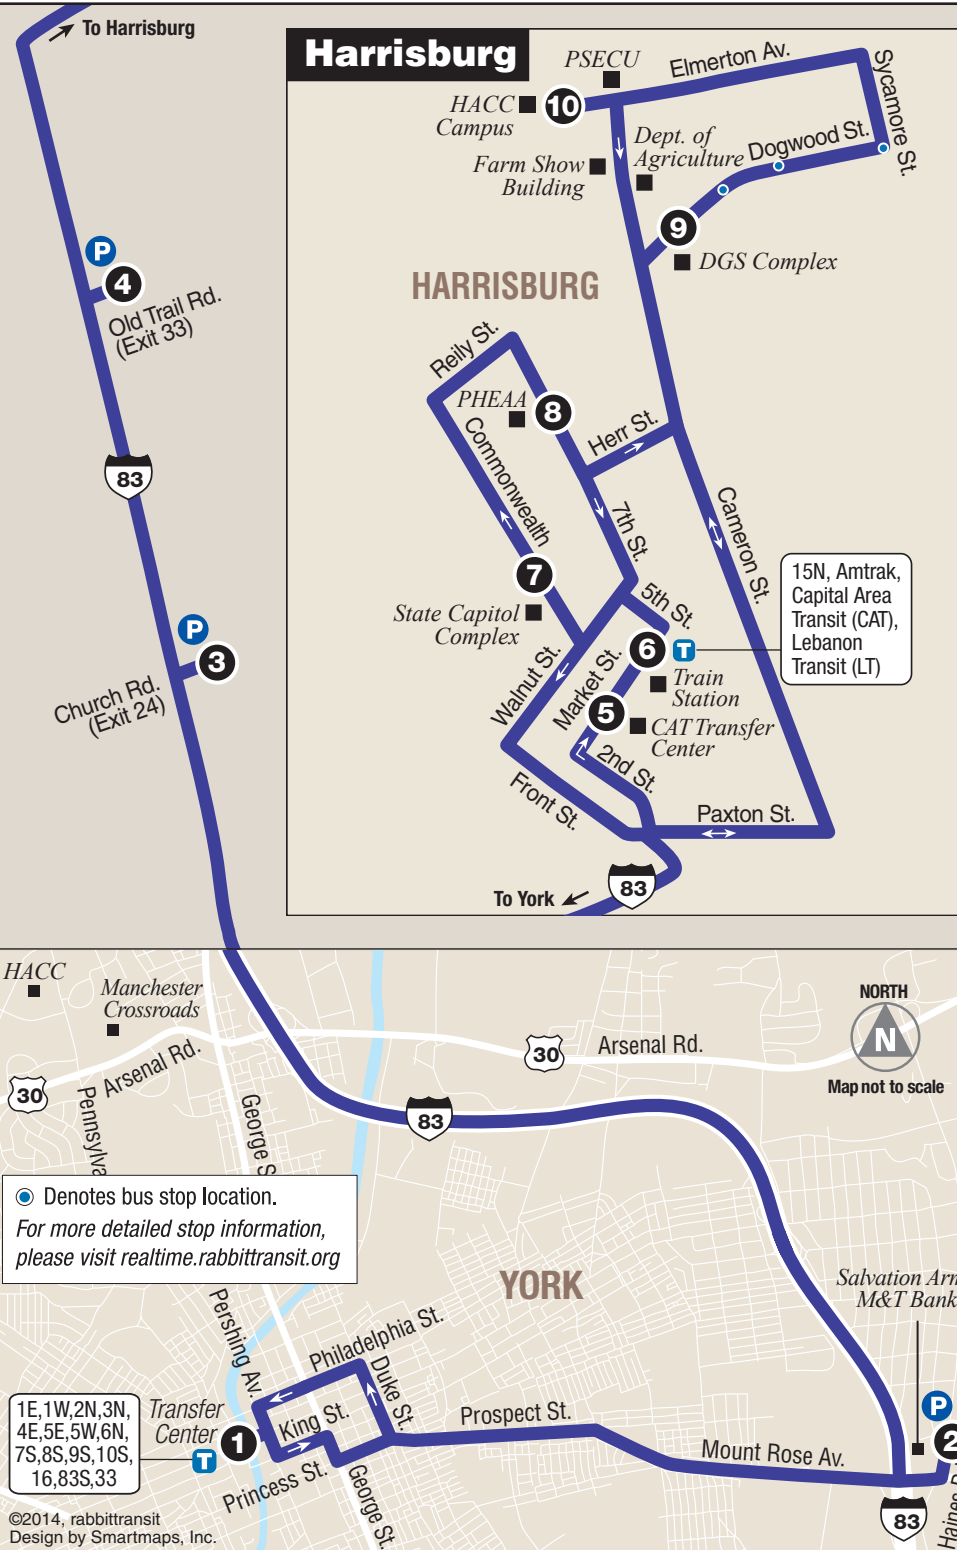 To Harrisburg
Harrisburg
PSECU
Elmerton Av.
Sycamore St.
HACC
Campus
10
Dept. of
Agriculture
Dogwood St.
Farm Show
Building
9
DGS Complex
P
4
Old Trail Rd.
(Exit 33)
HARRISBURG
Reily St.
PHEAA
8
Herr St.
Commonwealth
7th St.
Cameron St.
83
7
State Capitol
Complex
5th St.
15N, Amtrak,
Capital Area
Transit (CAT),
Lebanon
Transit (LT)
P
3
Church Rd.
(Exit 24)
Walnut St.
Market St.
6
T
Train
Station
5
CAT Transfer
Center
2nd St.
Front St.
Paxton St.
To York
83
HACC
Manchester
Crossroads
NORTH
N
Map not to scale
30
Arsenal Rd.
30
Arsenal Rd.
Pennsylva
George S
83
Denotes bus stop location.
For more detailed stop information,
please visit realtime.rabbittransit.org
YORK
Salvation Arm
M&T Bank
Pershing Av.
Philadelphia St.
Duke St.
King St.
Prospect St.
Mount Rose Av.
P
2
1E,1W,2N,3N,
4E,5E,5W,6N,
7S,8S,9S,10S,
16,83S,33
Transfer
Center
T
1
Princess St.
George St.
83
Haines
©2014, rabbittransit
Design by Smartmaps, Inc.